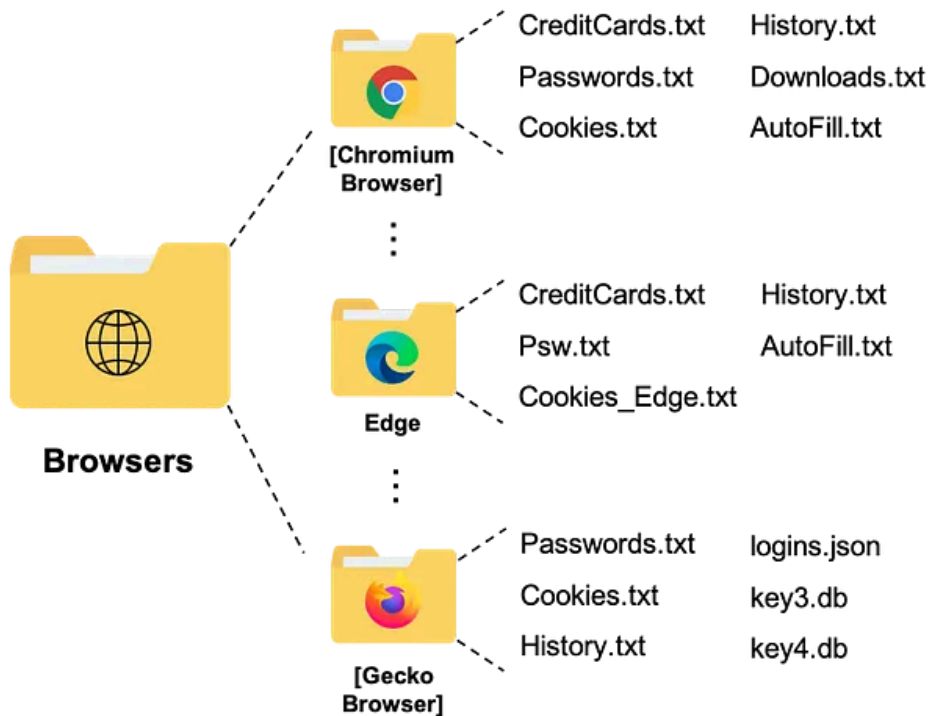 CreditCards.txt History.txt
Passwords.txt Downloads.txt
Cookies.txt AutoFill.txt
[Chromium
Browser]
CreditCards.txt History.txt
Psw.txt AutoFill.txt
Cookies_Edge.txt
Edge
Browsers
Passwords.txt logins.json
Cookies.txt key3.db
History.txt key4.db
[Gecko
Browser]